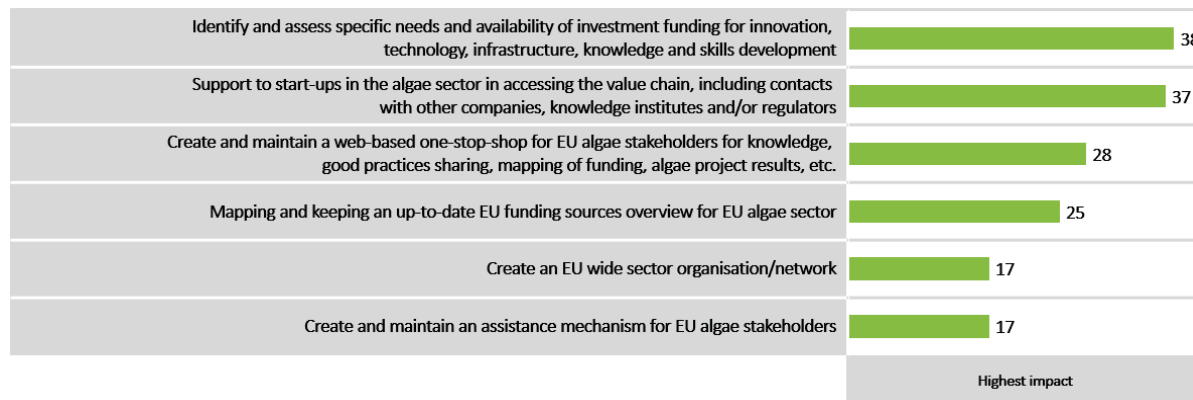 Identify and assess specific needs and availability of investment funding for innovation,
technology, infrastructure, knowledge and skills development
38
Support to start-ups in the algae sector in accessing the value chain, including contacts
with other companies, knowledge institutes and/or regulators
37
Create and maintain a web-based one-stop-shop for EU algae stakeholders for knowledge,
good practices sharing, mapping of funding, algae project results, etc.
28
Mapping and keeping an up-to-date EU funding sources overview for EU algae sector
25
Create an EU wide sector organisation/network
17
Create and maintain an assistance mechanism for EU algae stakeholders
17
Highest impact